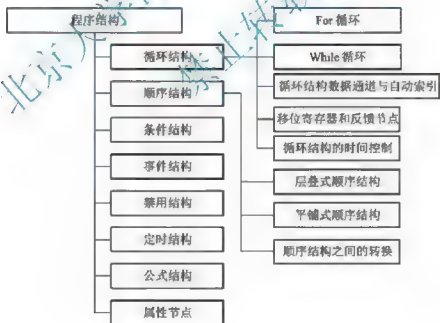 程序结构
循环结构
顺序结构
条件结构
事件结构
禁用结构
定时结构
公式结构
属性节点
For 循环
While 循环
循环结构数据通道与自动索引
移位寄存器和反馈节点
循环结构的时间控制
层叠式顺序结构
平铺式顺序结构
顺序结构之间的转换
北京
禁止转